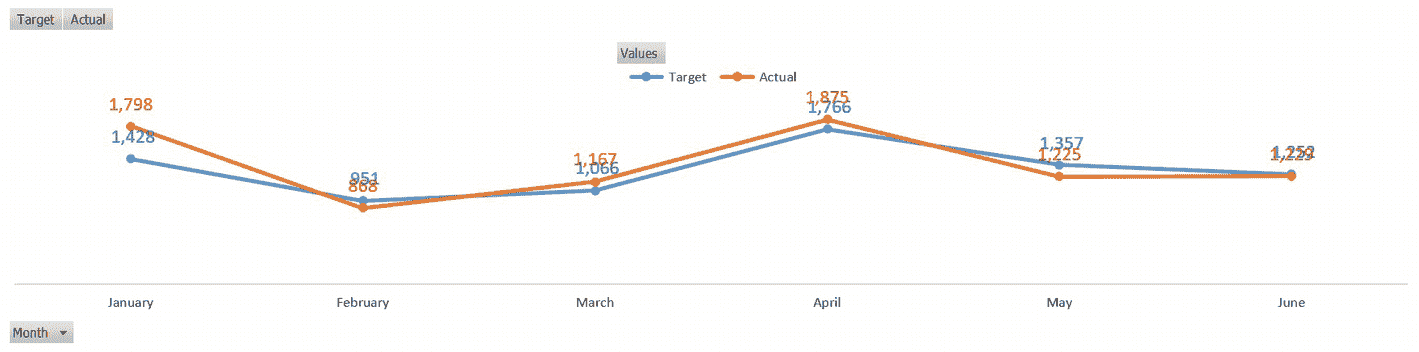 Target Actual
Values
Target Actual
1,798
1,428
951
868
1,167
1,066
1,875
1,766
1,357
1,225
January February March April May June
Month